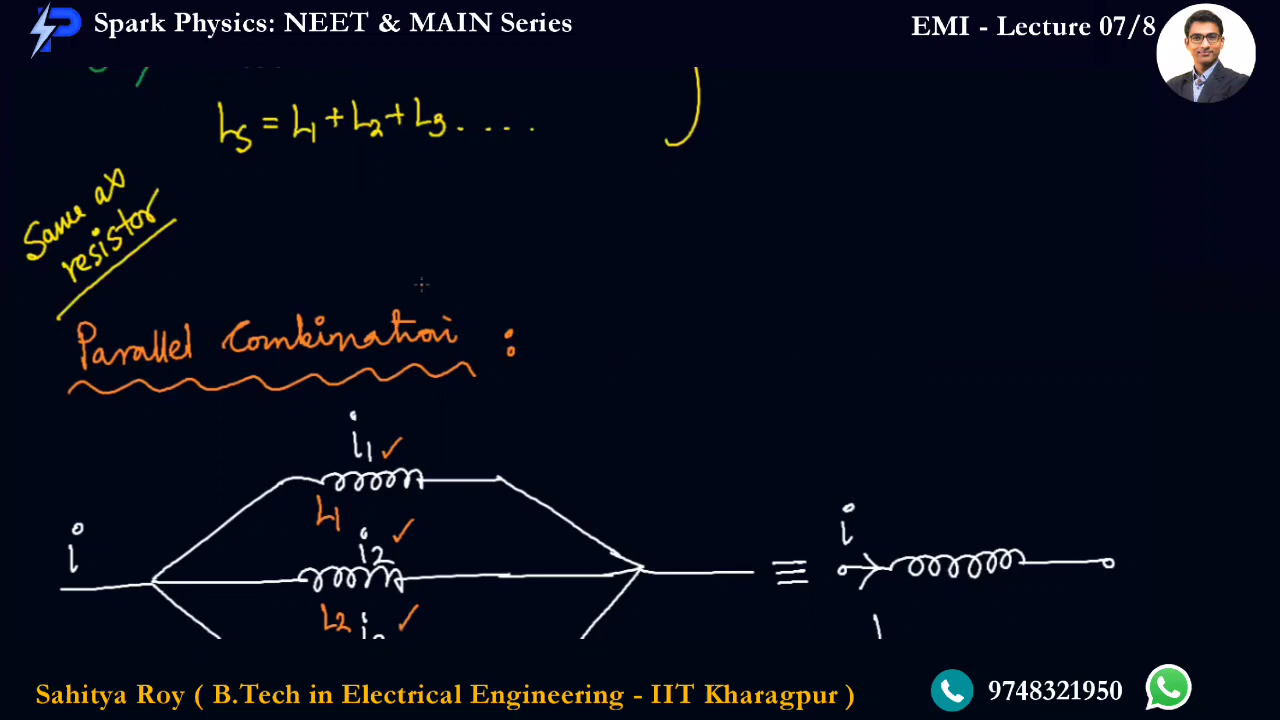 Spark Physics: NEET & MAIN Series
EMI - Lecture 07/8
Ls = L1 + L2 + L3 . . . .
Same as
resistor
Parallel Combination :
i1 ✓
L1
i
i2 ✓
≡
i
L2 ✓
Sahitya Roy ( B.Tech in Electrical Engineering - IIT Kharagpur )
9748321950